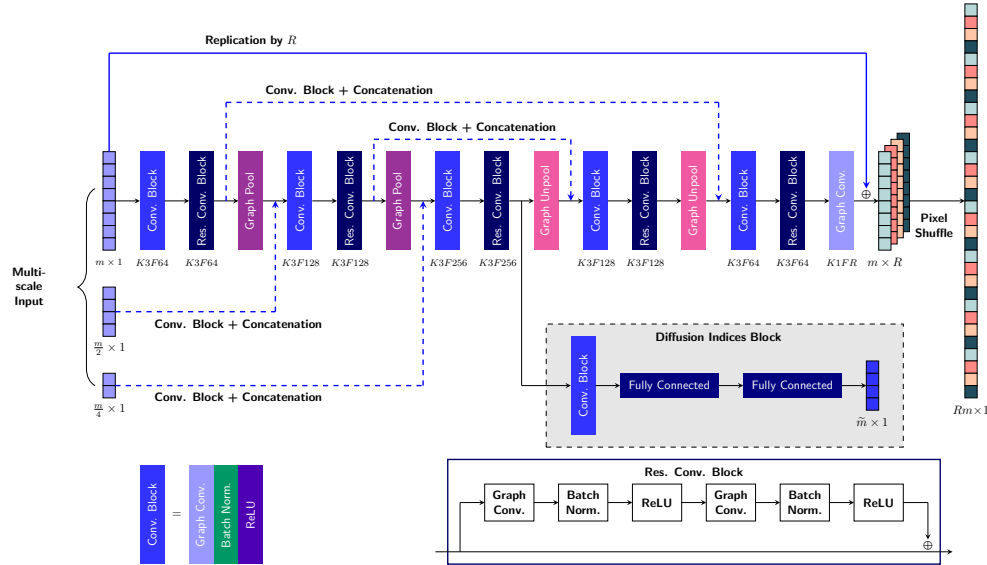 Replication by R
Conv. Block + Concatenation
Conv. Block + Concatenation
Conv. Block
Res. Conv. Block
Graph Pool
Conv. Block
Res. Conv. Block
Graph Pool
Conv. Block
Res. Conv. Block
Graph Unpool
Conv. Block
Res. Conv. Block
Graph Unpool
Conv. Block
Res. Conv. Block
Graph Conv.
⊕
Pixel
Shuffle
m × 1
K3F64
K3F64
K3F128
K3F128
K3F256
K3F256
K3F128
K3F128
K3F64
K3F64
K1FR
m × R
Multi-
scale
Input
m/2 × 1
Conv. Block + Concatenation
m/4 × 1
Conv. Block + Concatenation
Diffusion Indices Block
Conv. Block
Fully Connected
Fully Connected
m̃ × 1
Rm×1
Conv. Block
=
Graph Conv.
Batch Norm.
ReLU
Res. Conv. Block
Graph
Conv.
Batch
Norm.
ReLU
Graph
Conv.
Batch
Norm.
ReLU
⊕